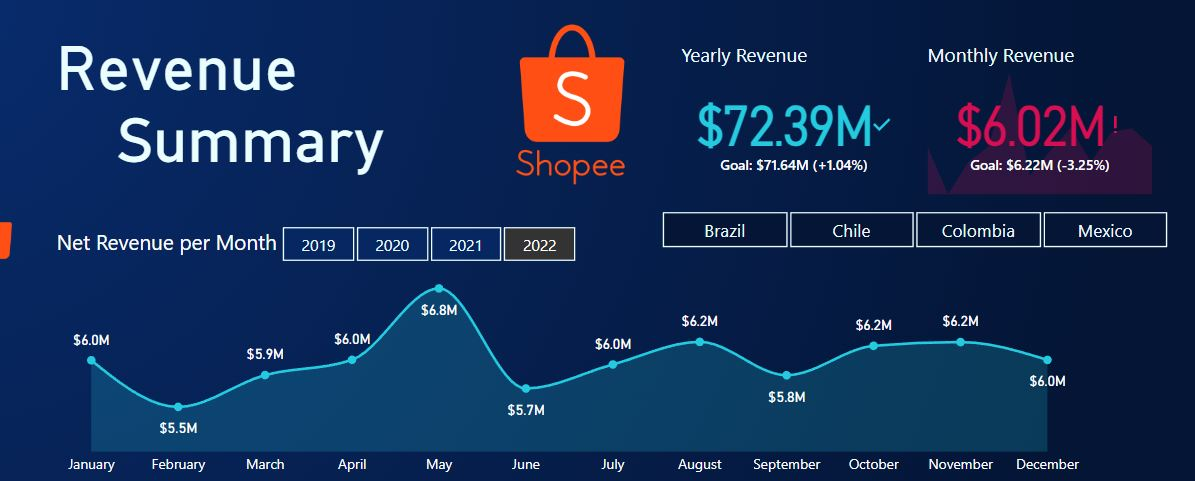 Revenue
Summary
S
Shopee
Yearly Revenue
$72.39M
Goal: $71.64M (+1.04%)
Monthly Revenue
$6.02M!
Goal: $6.22M (-3.25%)
Brazil
Chile
Colombia
Mexico
Net Revenue per Month
2019
2020
2021
2022
$6.0M
$5.5M
$5.9M
$6.0M
$6.8M
$5.7M
$6.0M
$6.2M
$5.8M
$6.2M
$6.2M
$6.0M
January
February
March
April
May
June
July
August
September
October
November
December